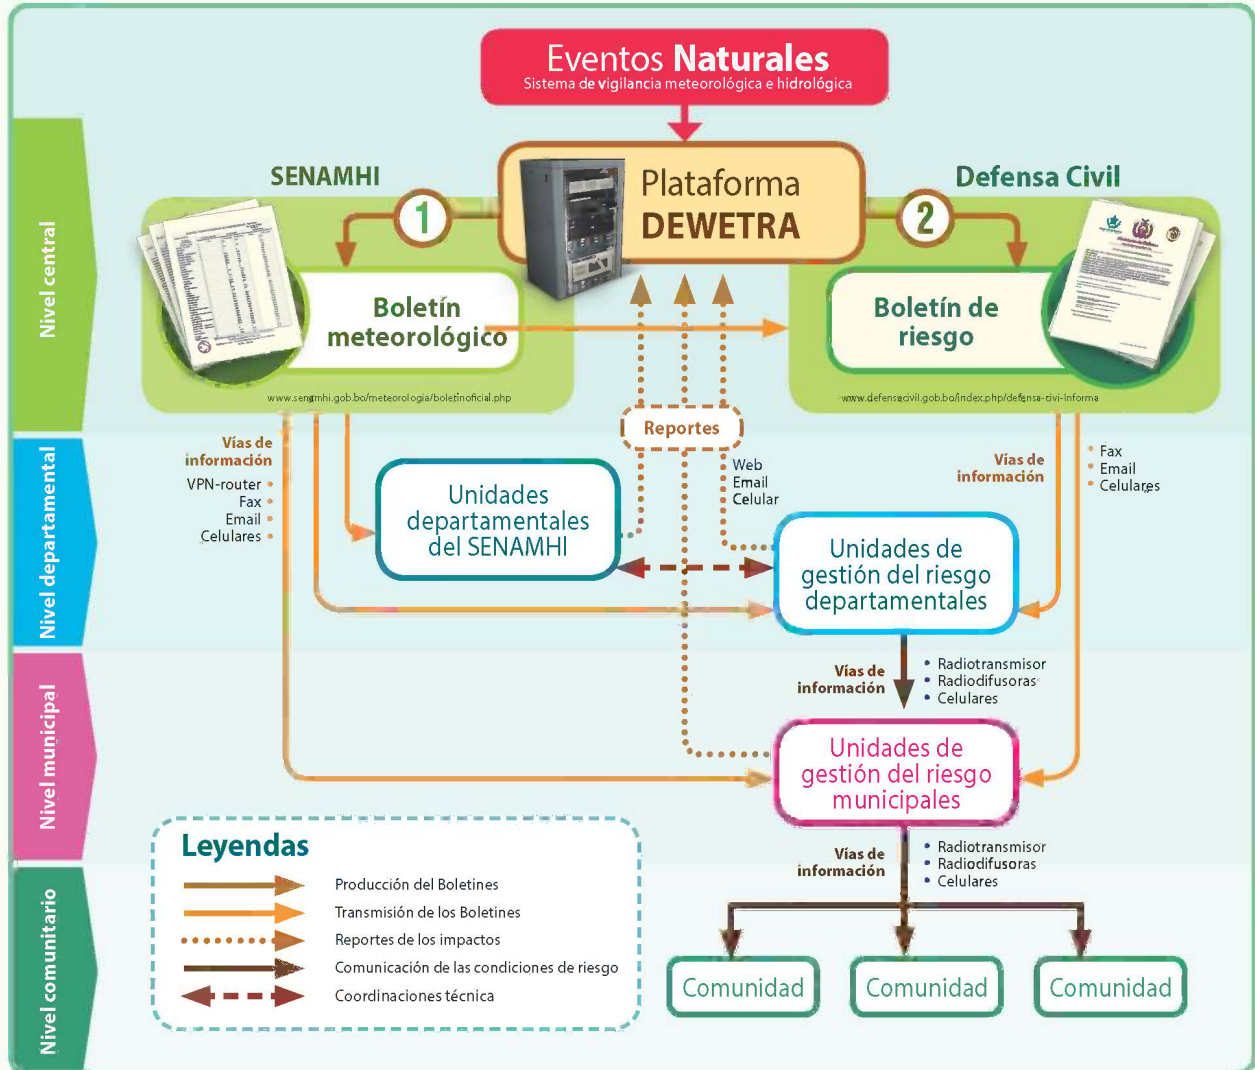 Eventos Naturales
Sistema de vigilancia meteorológica e hidrológica
Nivel central
SENAMHI
Plataforma
DEWETRA
Defensa Civil
1
2
Boletín
meteorológico
Boletín de
riesgo
www.senamhi.gob.bo/meteorologia/boletinoficial.php
www.defensecivil.gob.bo/index.php/defensa-civi-informa
Reportes
Nivel departamental
Vías de
información
VPN-router
Fax
Email
Celulares
Unidades
departamentales
del SENAMHI
Web
Email
Celular
Vías de
información
Fax
Email
Celulares
Unidades de
gestión del riesgo
departamentales
Nivel municipal
Vías de
información
Radiotransmisor
Radiodifusoras
Celulares
Unidades de
gestión del riesgo
municipales
Leyendas
Producción del Boletines
Transmisión de los Boletines
Reportes de los impactos
Comunicación de las condiciones de riesgo
Coordinaciones técnica
Vías de
información
Radiotransmisor
Radiodifusoras
Celulares
Nivel comunitario
Comunidad
Comunidad
Comunidad